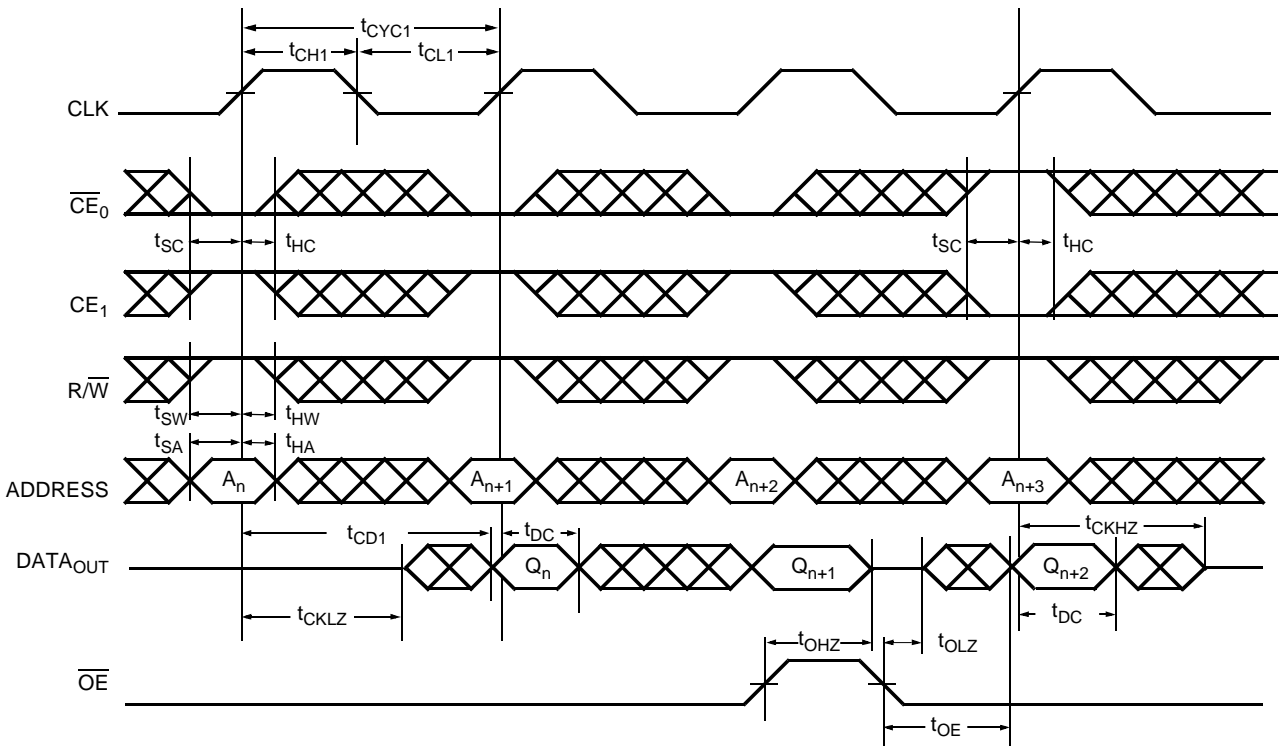 tCYC1
tCH1 tCL1
CLK
CE0
tSC tHC tSC tHC
CE1
R/W
tSW tHW
tSA tHA
ADDRESS An An+1 An+2 An+3
tCD1 tDC tCKHZ
DATAOUT Qn Qn+1 Qn+2
tCKLZ tDC
tOHZ tOLZ
OE
tOE